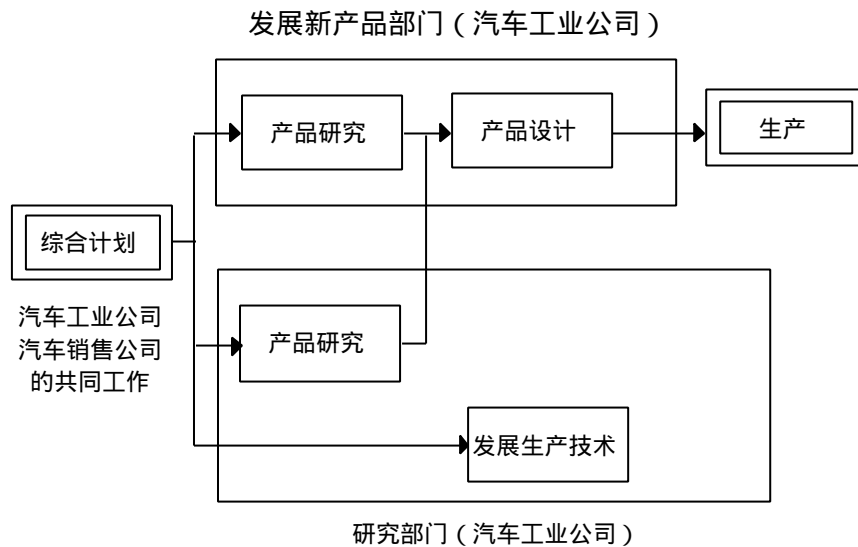 发展新产品部门（汽车工业公司）
产品研究
产品设计
生产
综合计划
汽车工业公司
汽车销售公司
的共同工作
产品研究
发展生产技术
研究部门（汽车工业公司）